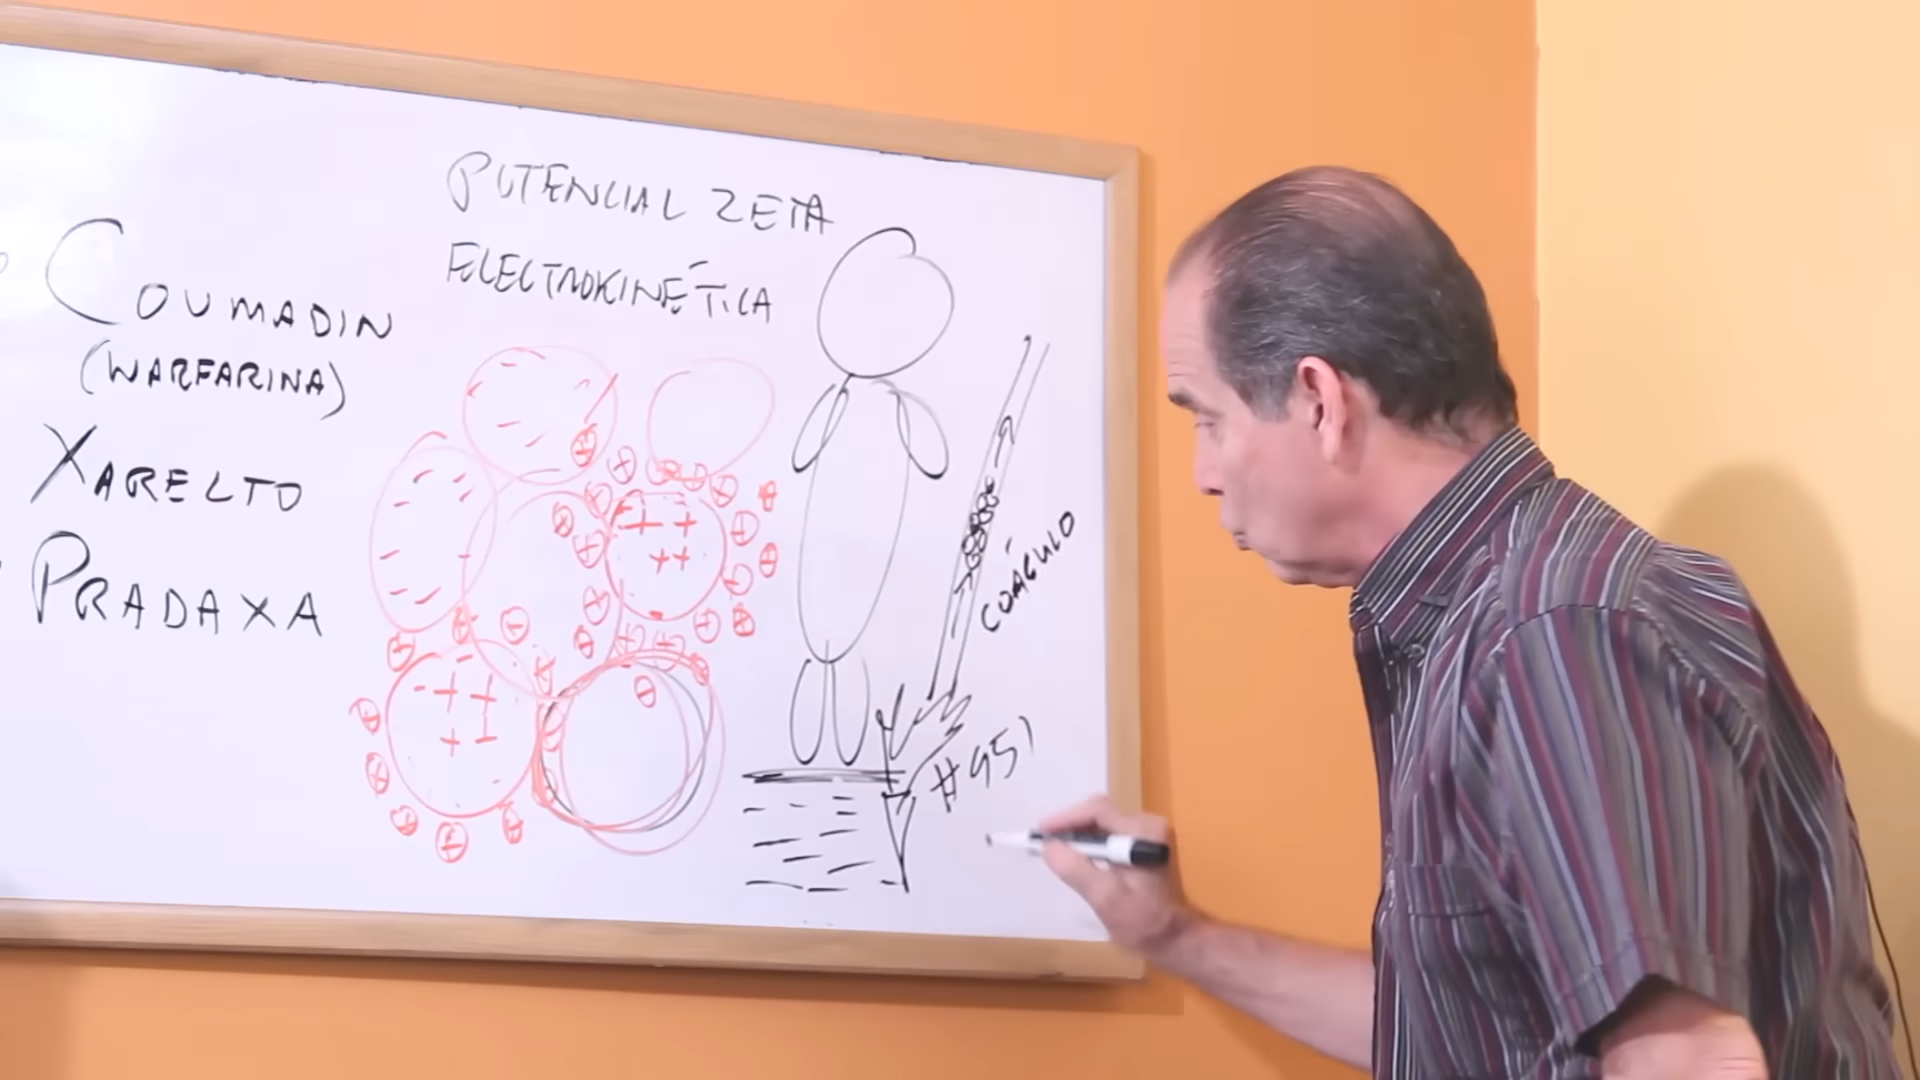 COUMADIN
(WARFARINA)
XARELTO
PRADAXA
POTENCIAL ZETA
ELECTROKINÉTICA
COÁGULO
#951